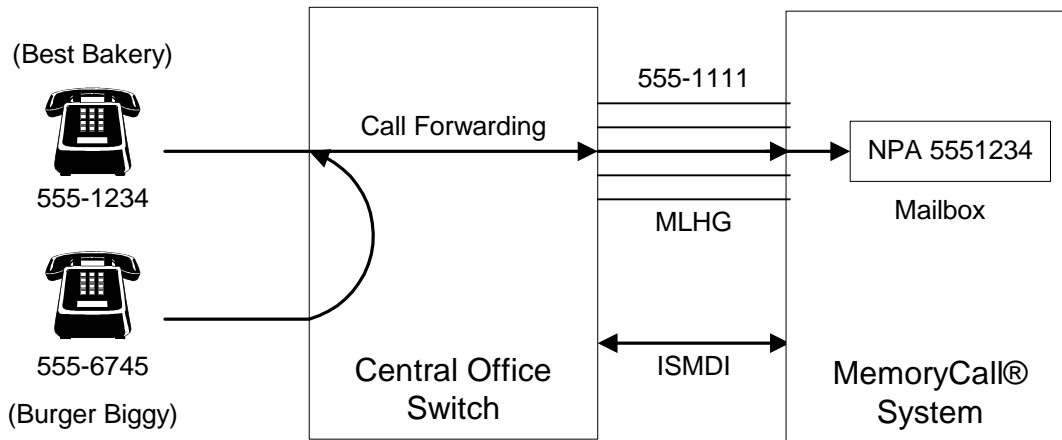 (Best Bakery)
555-1234
555-6745
(Burger Biggy)
Call Forwarding
Central Office
Switch
555-1111
MLHG
ISMDI
NPA 5551234
Mailbox
MemoryCall®
System